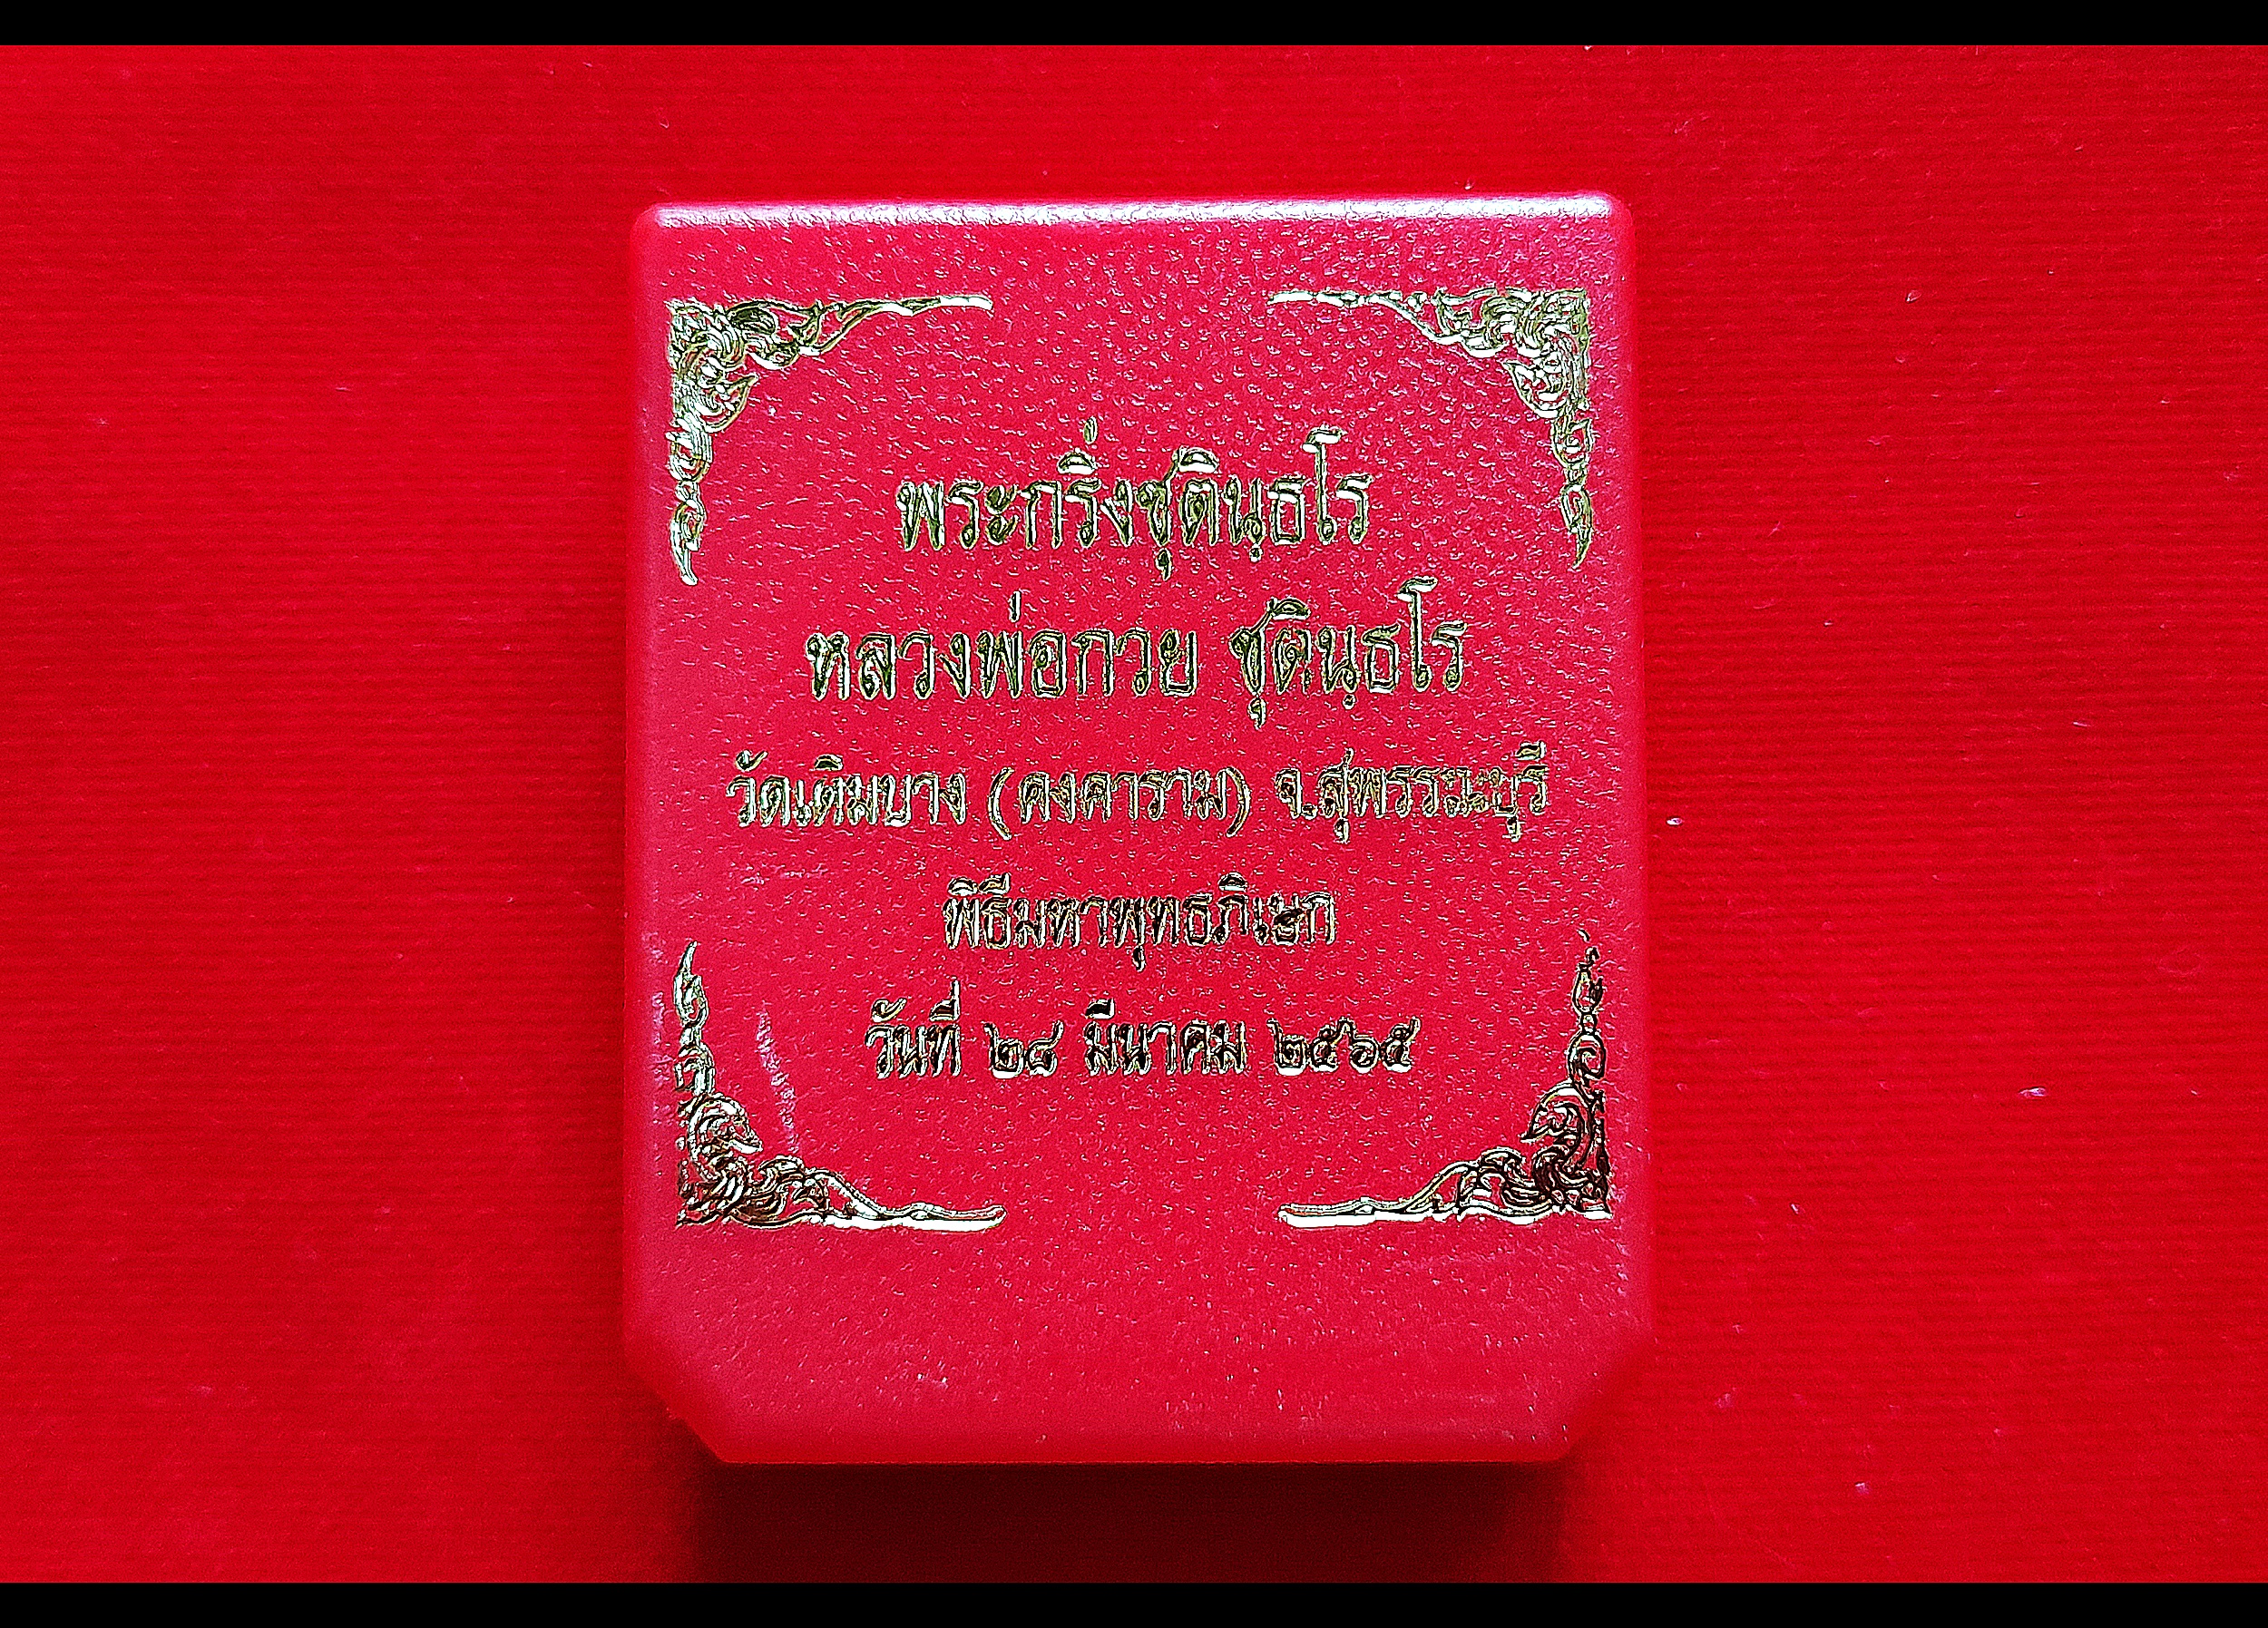 พระกริ่งชุตินฺธโร
หลวงพ่อกวย ชุตินฺธโร
วัดเดิมบาง (คงคาราม) จ.สุพรรณบุรี
พิธีมหาพุทธภิเษก
วันที่ ๒๘ มีนาคม ๒๕๖๕